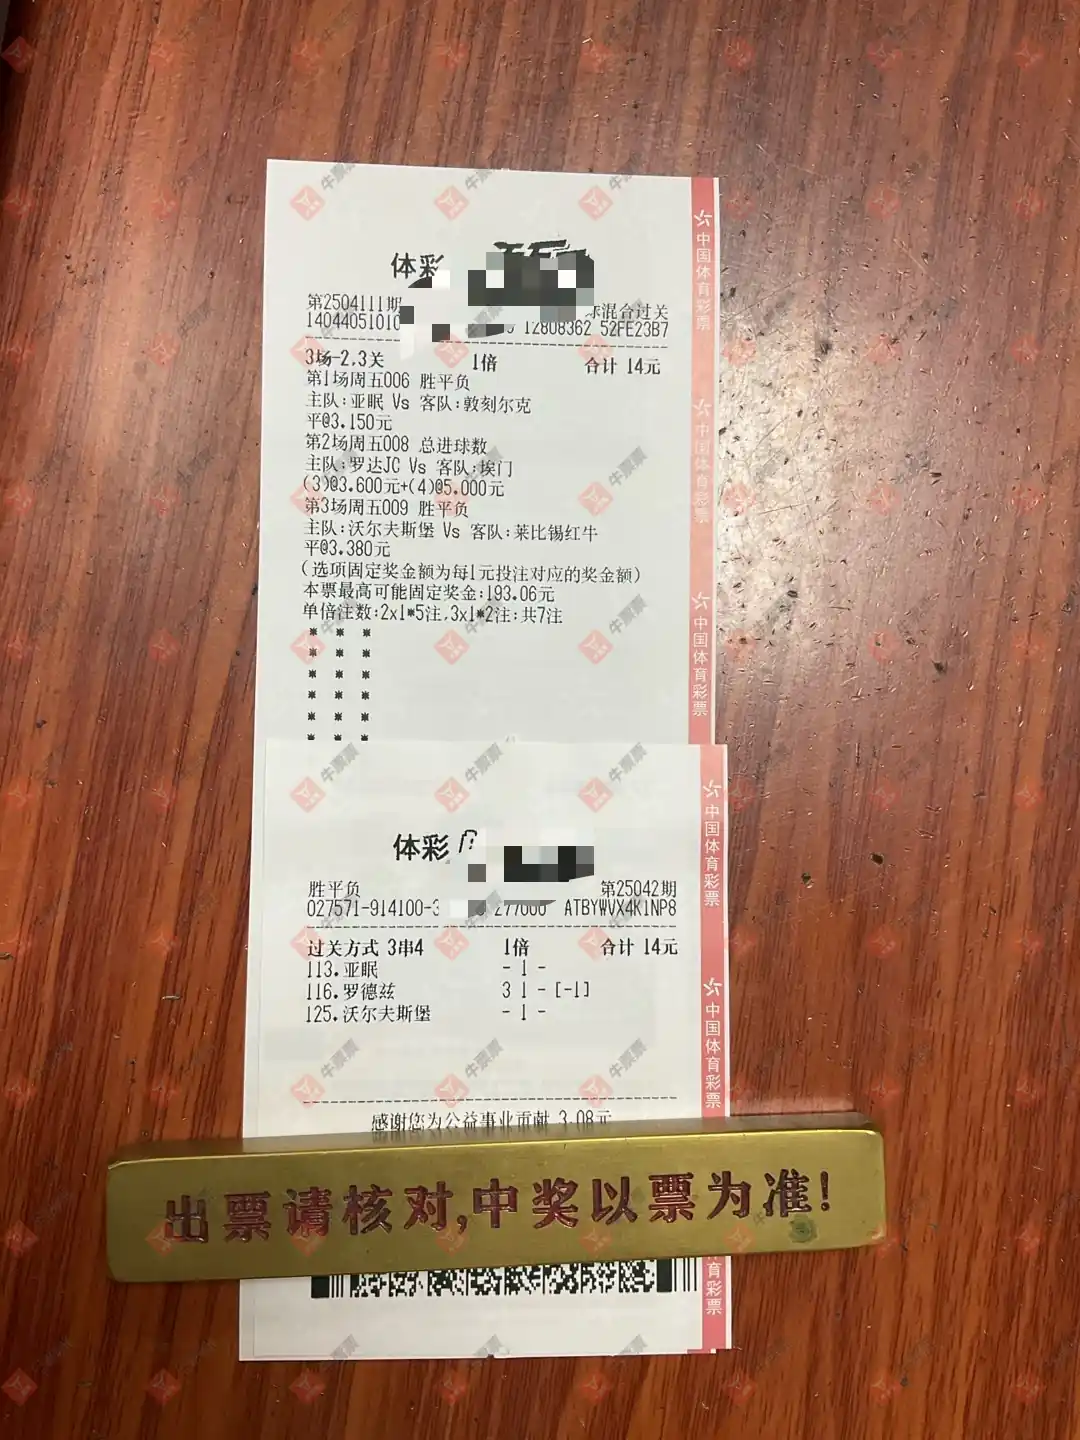 体彩
第2504111期 标混合过关
14044051010 12808362 52FE23B7
3场-2.3关 1倍 合计 14元
第1场周五006 胜平负
主队:亚眠 Vs 客队:敦刻尔克
平@3.150元
第2场周五008 总进球数
主队:罗达JC Vs 客队:埃门
(3)@3.600元+(4)@5.000元
第3场周五009 胜平负
主队:沃尔夫斯堡 Vs 客队:莱比锡红牛
平@3.380元
(选项固定奖金额为每1元投注对应的奖金额)
本票最高可能固定奖金:193.06元
单倍注数:2x1*5注,3x1*2注:共7注
* * *
* * *
* * *
* * *
* * *
* * *
体彩
胜平负 第25042期
027571-914100-3 277000 ATBYWVX4K1NP8
过关方式 3串4 1倍 合计 14元
113.亚眠 - 1 -
116.罗德兹 3 1 - [-1]
125.沃尔夫斯堡 - 1 -
感谢您为公益事业贡献 3.08元
出票请核对,中奖以票为准!
中国体育彩票
中国体育彩票
中国体育彩票
中国体育彩票
中国体育彩票
育彩票
牛票票